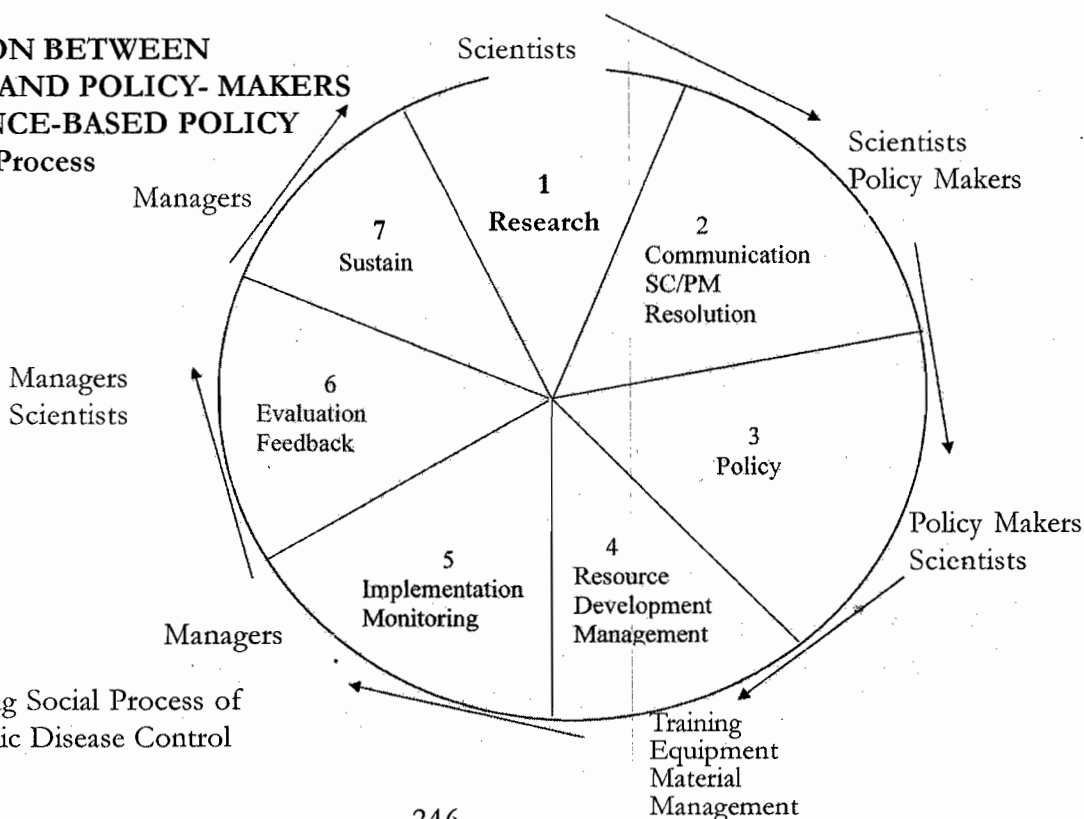 ON BETWEEN
AND POLICY- MAKERS
NCE-BASED POLICY
Process
Scientists
Scientists
Policy Makers
Managers
1
Research
2
Communication
SC/PM
Resolution
7
Sustain
Managers
Scientists
6
Evaluation
Feedback
3
Policy
Policy Makers
Scientists
5
Implementation
Monitoring
4
Resource
Development
Management
Managers
g Social Process of
ic Disease Control
Training
Equipment
Material
Management
246